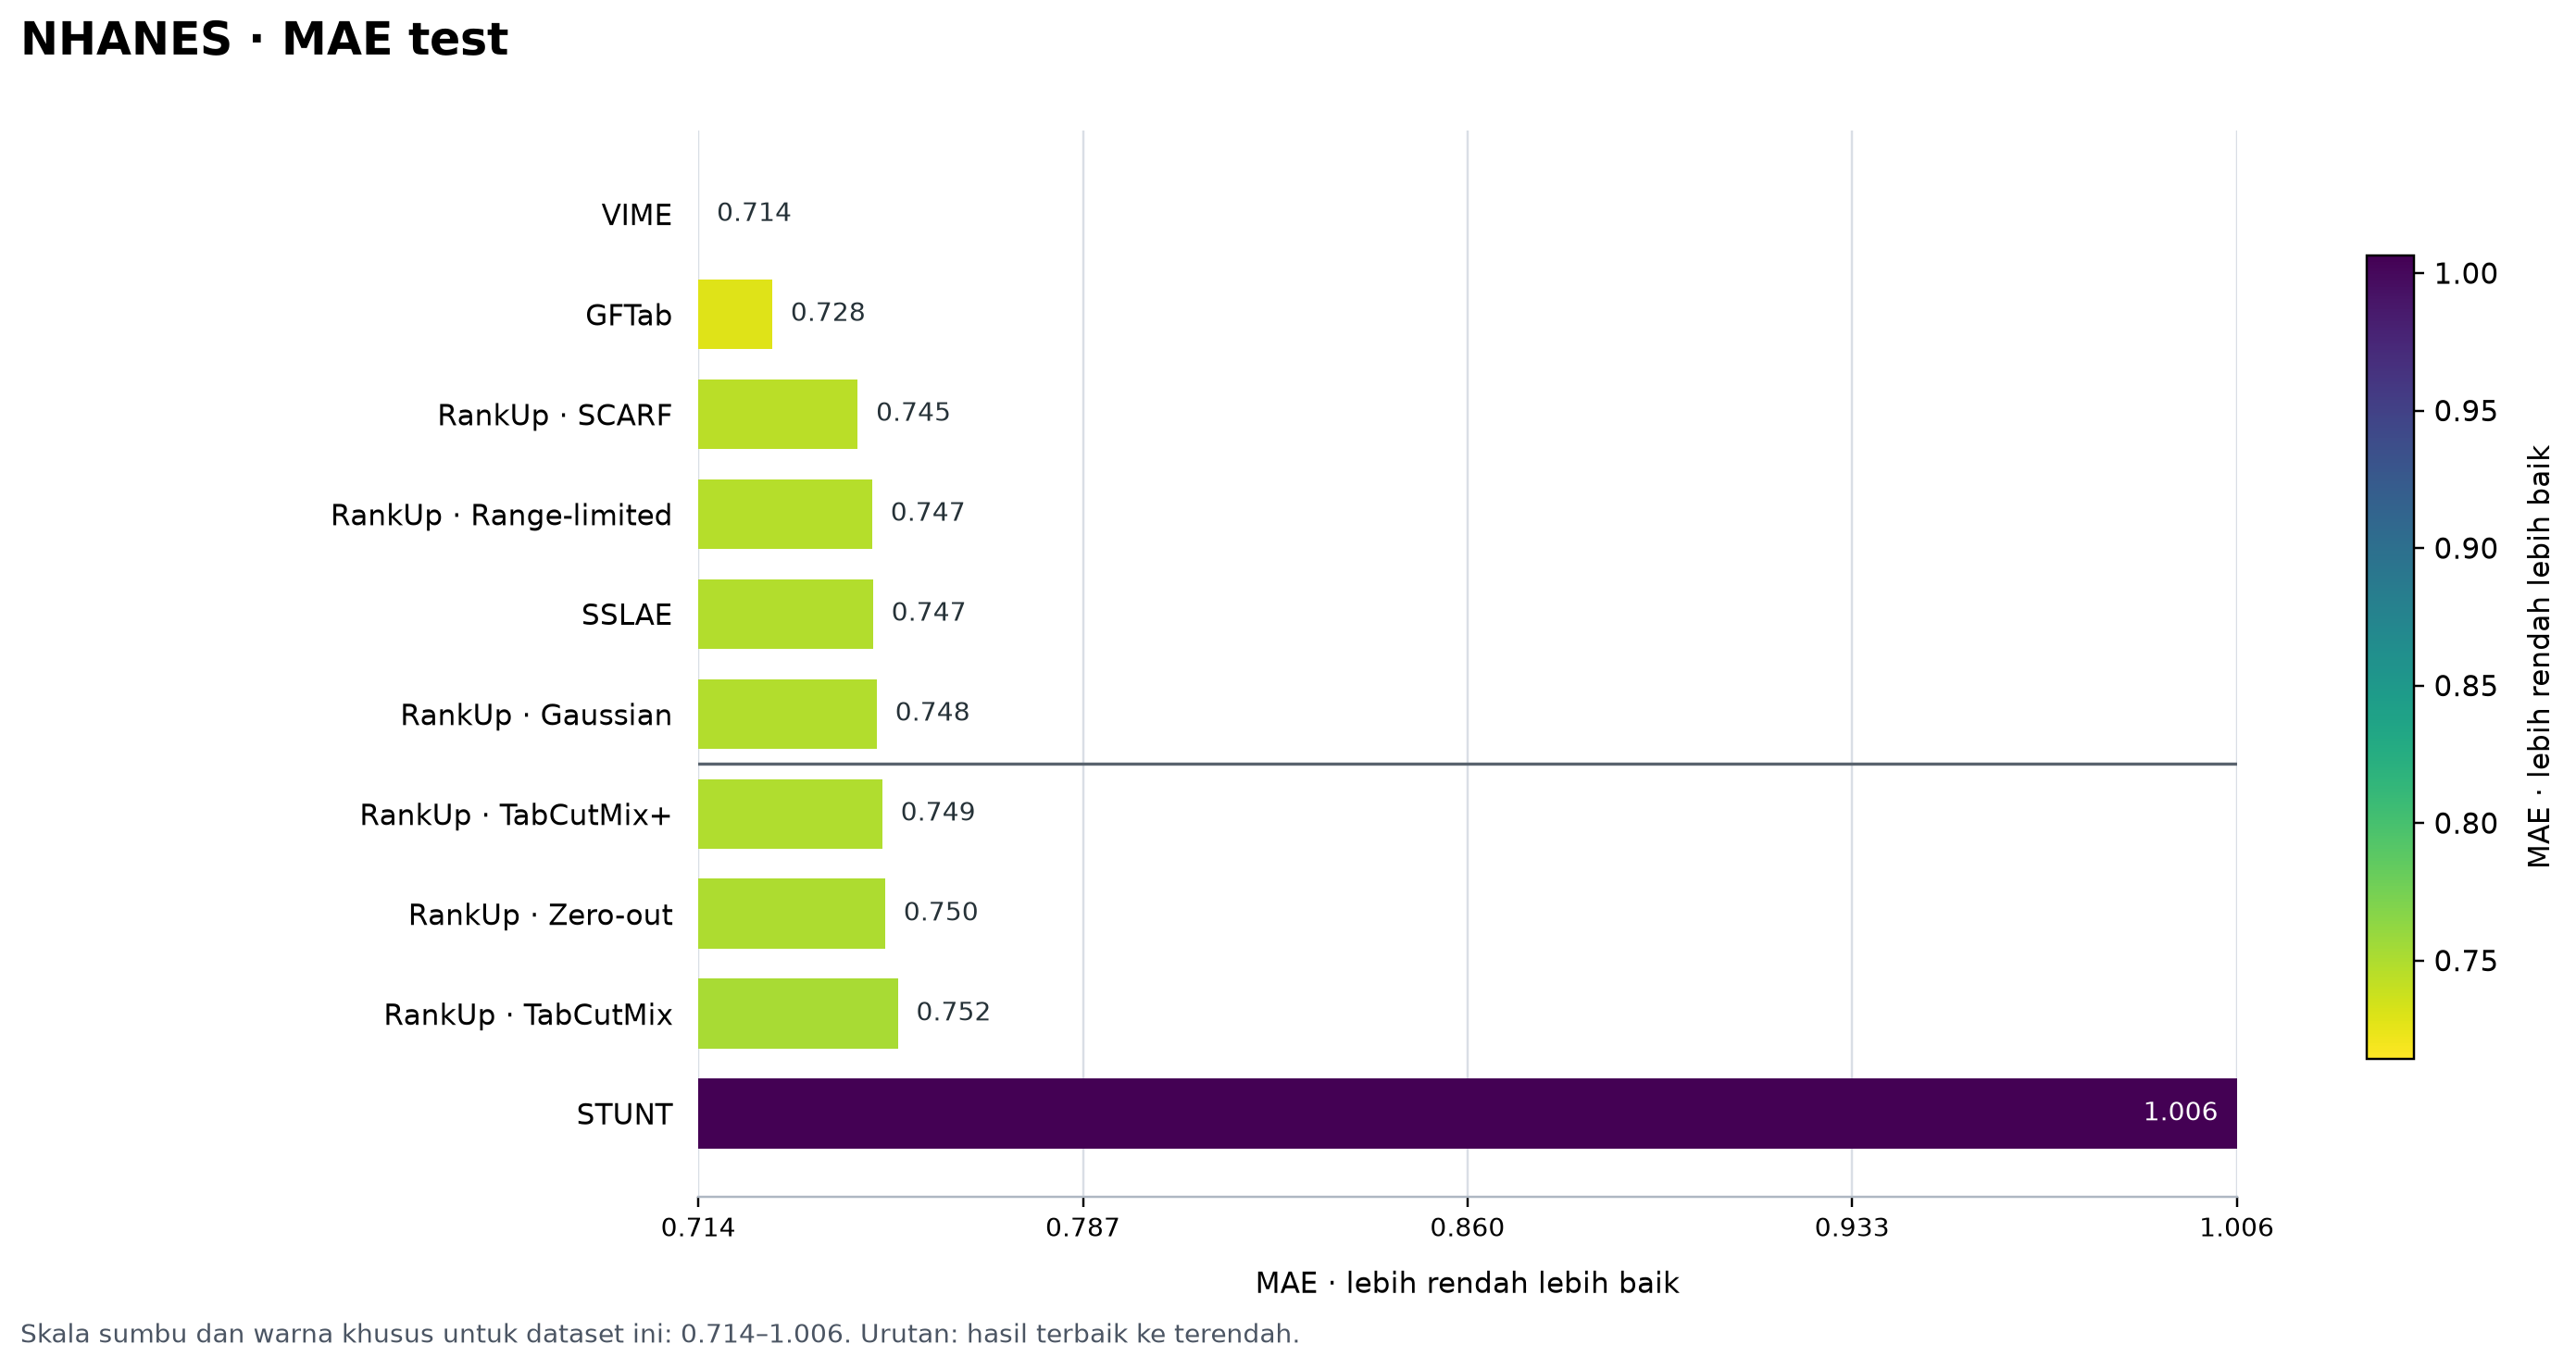 NHANES · MAE test
VIME 0.714
GFTab 0.728
RankUp · SCARF 0.745
RankUp · Range-limited 0.747
SSLAE 0.747
RankUp · Gaussian 0.748
RankUp · TabCutMix+ 0.749
RankUp · Zero-out 0.750
RankUp · TabCutMix 0.752
STUNT 1.006
0.714 0.787 0.860 0.933 1.006
MAE · lebih rendah lebih baik
1.00
0.95
0.90
0.85
0.80
0.75
MAE · lebih rendah lebih baik
Skala sumbu dan warna khusus untuk dataset ini: 0.714–1.006. Urutan: hasil terbaik ke terendah.